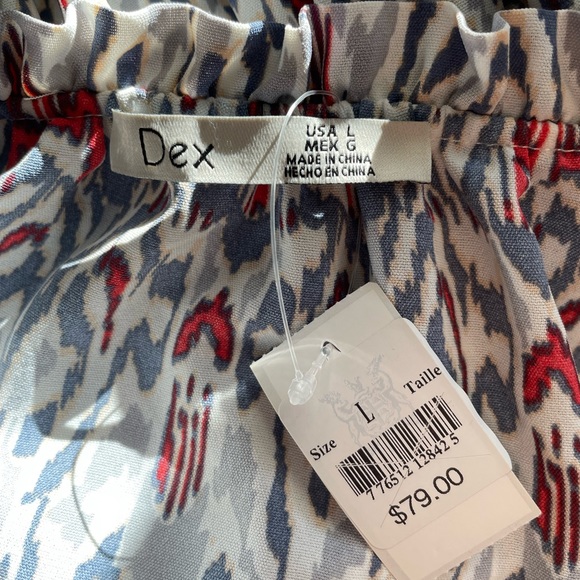 Dex
USA L
MEX G
MADE IN CHINA
HECHO EN CHINA
Size L Taille
7 76512 12842 5
$79.00